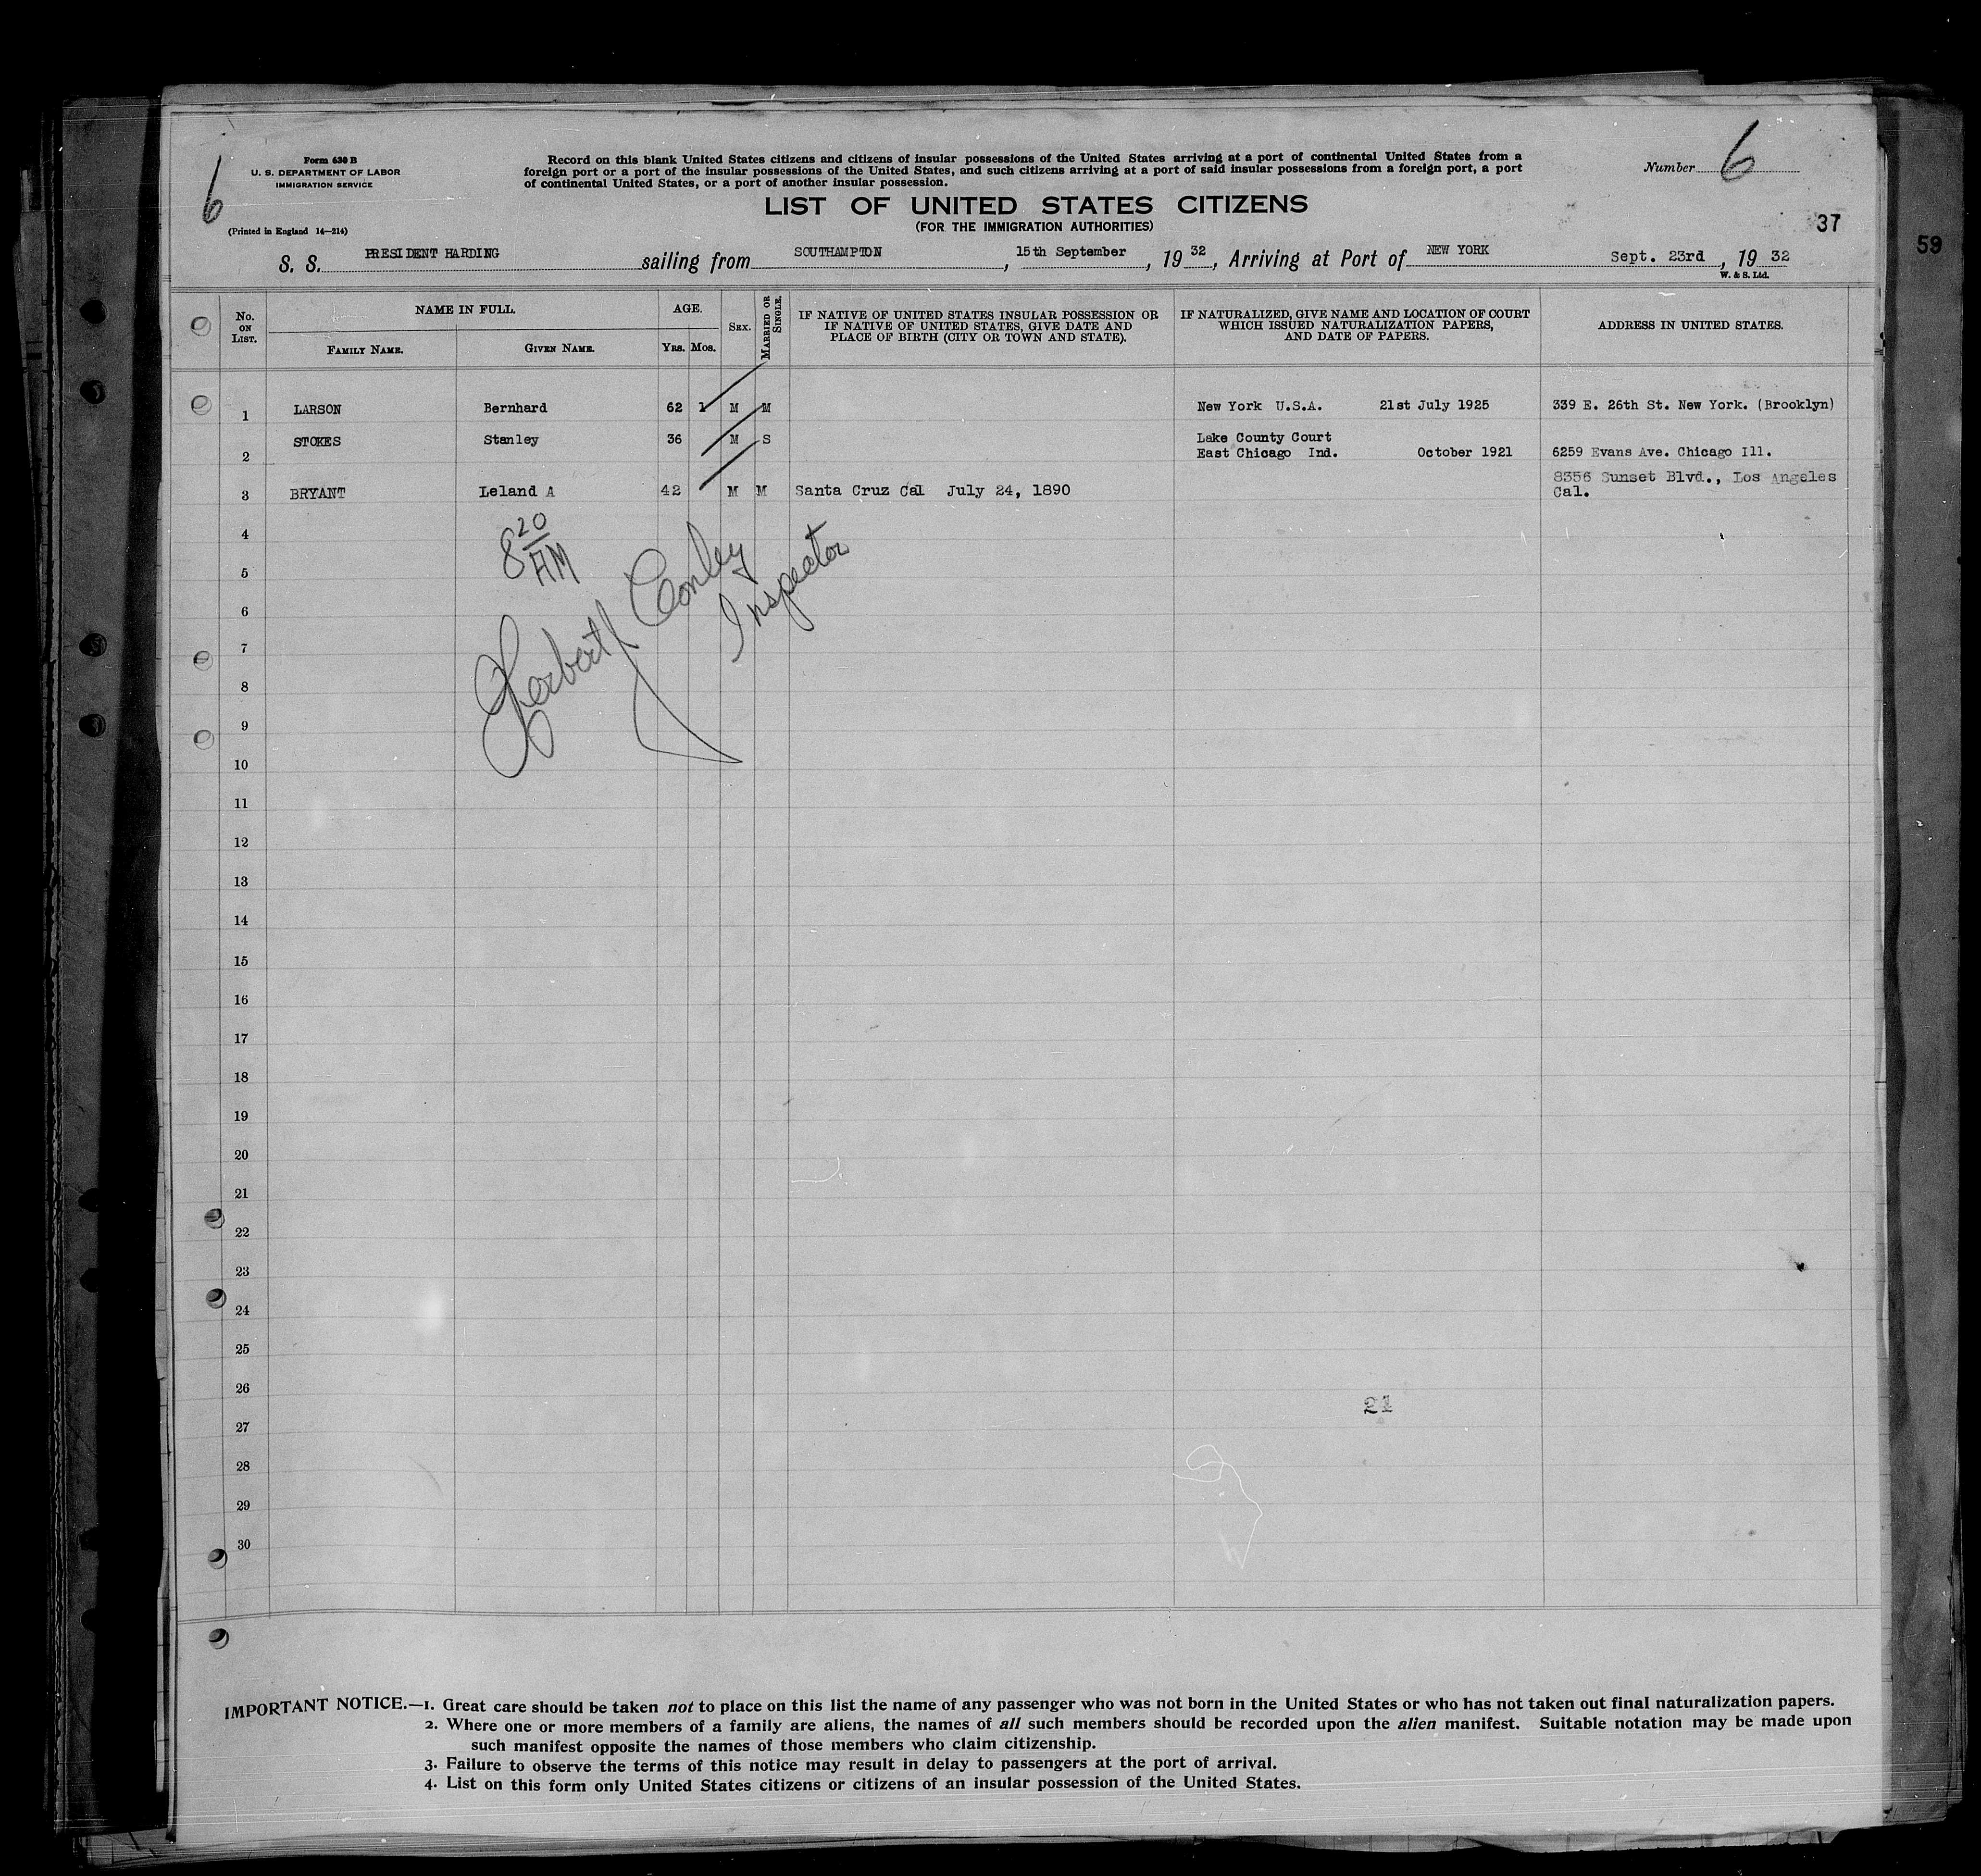 6
Form 630 B
U. S. DEPARTMENT OF LABOR
IMMIGRATION SERVICE
(Printed in England 14—214)
Record on this blank United States citizens and citizens of insular possessions of the United States arriving at a port of continental United States from a
foreign port or a port of the insular possessions of the United States, and such citizens arriving at a port of said insular possessions from a foreign port, a port
of continental United States, or a port of another insular possession.
Number 6
LIST OF UNITED STATES CITIZENS
(FOR THE IMMIGRATION AUTHORITIES)
37
59
S. S. PRESIDENT HARDING sailing from SOUTHAMPTON, 15th September, 19 32, Arriving at Port of NEW YORK Sept. 23rd, 19 32
W. & S. Ltd.
No. ON LIST.
NAME IN FULL.
FAMILY NAME. GIVEN NAME.
AGE.
YRS. MOS.
SEX.
MARRIED OR SINGLE.
IF NATIVE OF UNITED STATES INSULAR POSSESSION OR
IF NATIVE OF UNITED STATES, GIVE DATE AND
PLACE OF BIRTH (CITY OR TOWN AND STATE).
IF NATURALIZED, GIVE NAME AND LOCATION OF COURT
WHICH ISSUED NATURALIZATION PAPERS,
AND DATE OF PAPERS.
ADDRESS IN UNITED STATES.
1 LARSON Bernhard 62 1 M M New York U.S.A. 21st July 1925 339 E. 26th St. New York. (Brooklyn)
2 STOKES Stanley 36 M S Lake County Court
East Chicago Ind. October 1921 6259 Evans Ave. Chicago Ill.
3 BRYANT Leland A 42 M M Santa Cruz Cal July 24, 1890 8356 Sunset Blvd., Los Angeles
Cal.
4
8 20 AM
5
6
7
Herbert Conley
Inspector
8
9
10
11
12
13
14
15
16
17
18
19
20
21
22
23
24
25
26
21
27
28
29
30
IMPORTANT NOTICE.—1. Great care should be taken not to place on this list the name of any passenger who was not born in the United States or who has not taken out final naturalization papers.
2. Where one or more members of a family are aliens, the names of all such members should be recorded upon the alien manifest. Suitable notation may be made upon
such manifest opposite the names of those members who claim citizenship.
3. Failure to observe the terms of this notice may result in delay to passengers at the port of arrival.
4. List on this form only United States citizens or citizens of an insular possession of the United States.